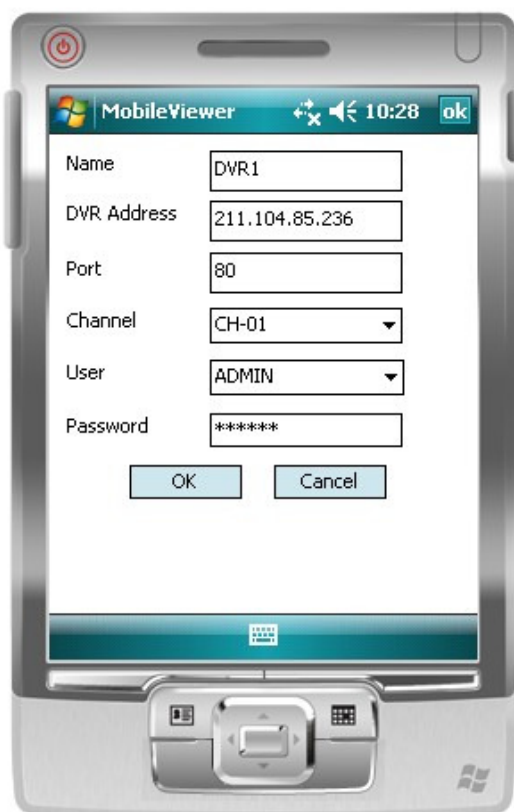 MobileViewer 10:28 ok
Name DVR1
DVR Address 211.104.85.236
Port 80
Channel CH-01
User ADMIN
Password ******
OK Cancel